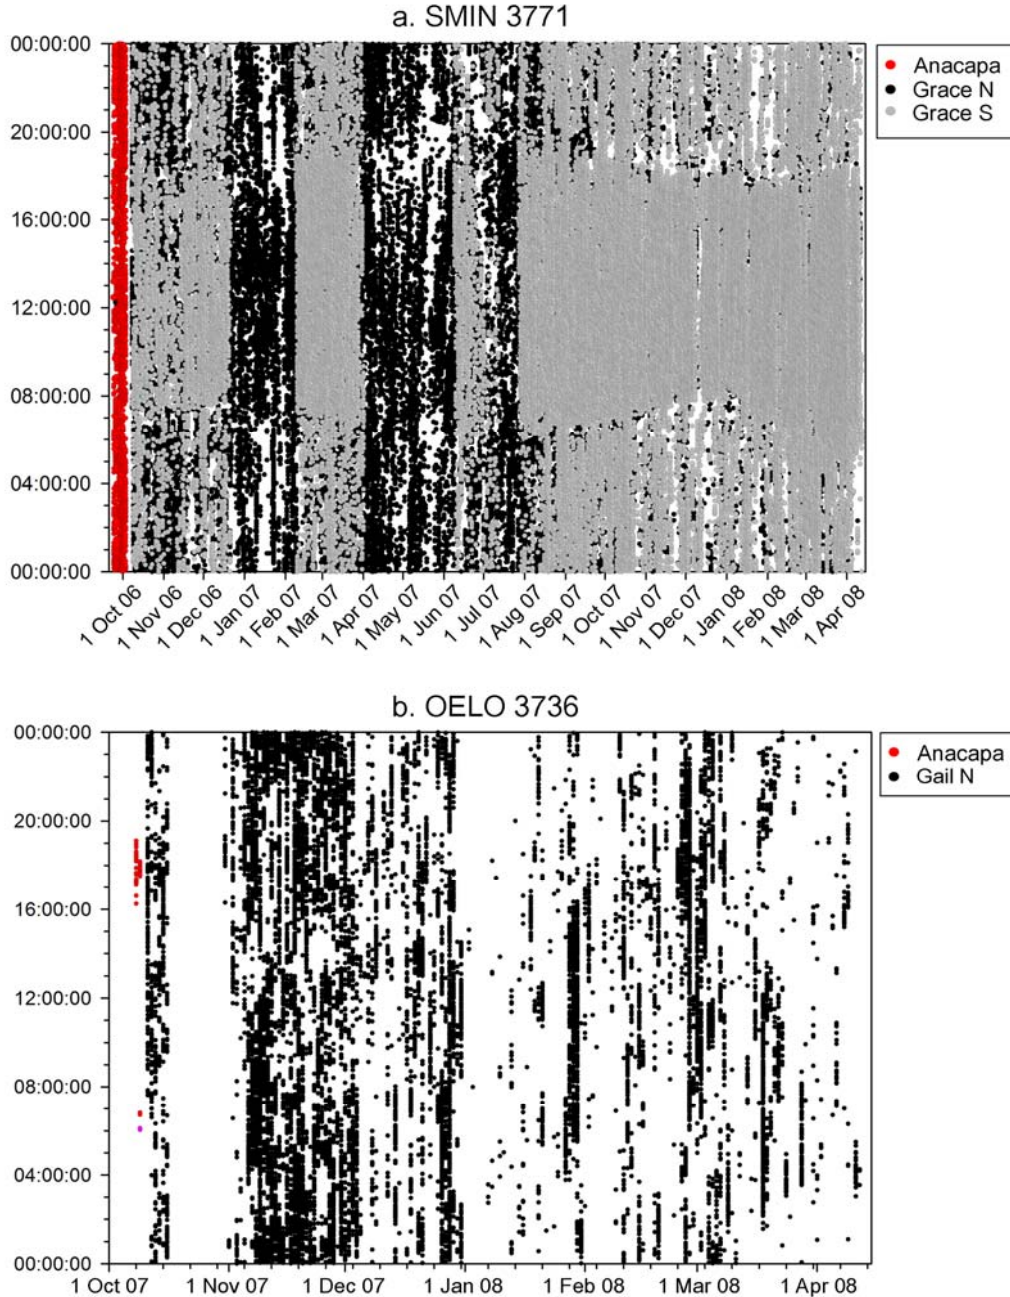 a. SMIN 3771
00:00:00
20:00:00
16:00:00
12:00:00
08:00:00
04:00:00
00:00:00
1 Oct 06
1 Nov 06
1 Dec 06
1 Jan 07
1 Feb 07
1 Mar 07
1 Apr 07
1 May 07
1 Jun 07
1 Jul 07
1 Aug 07
1 Sep 07
1 Oct 07
1 Nov 07
1 Dec 07
1 Jan 08
1 Feb 08
1 Mar 08
1 Apr 08
Anacapa
Grace N
Grace S
b. OELO 3736
00:00:00
20:00:00
16:00:00
12:00:00
08:00:00
04:00:00
00:00:00
1 Oct 07
1 Nov 07
1 Dec 07
1 Jan 08
1 Feb 08
1 Mar 08
1 Apr 08
Anacapa
Gail N